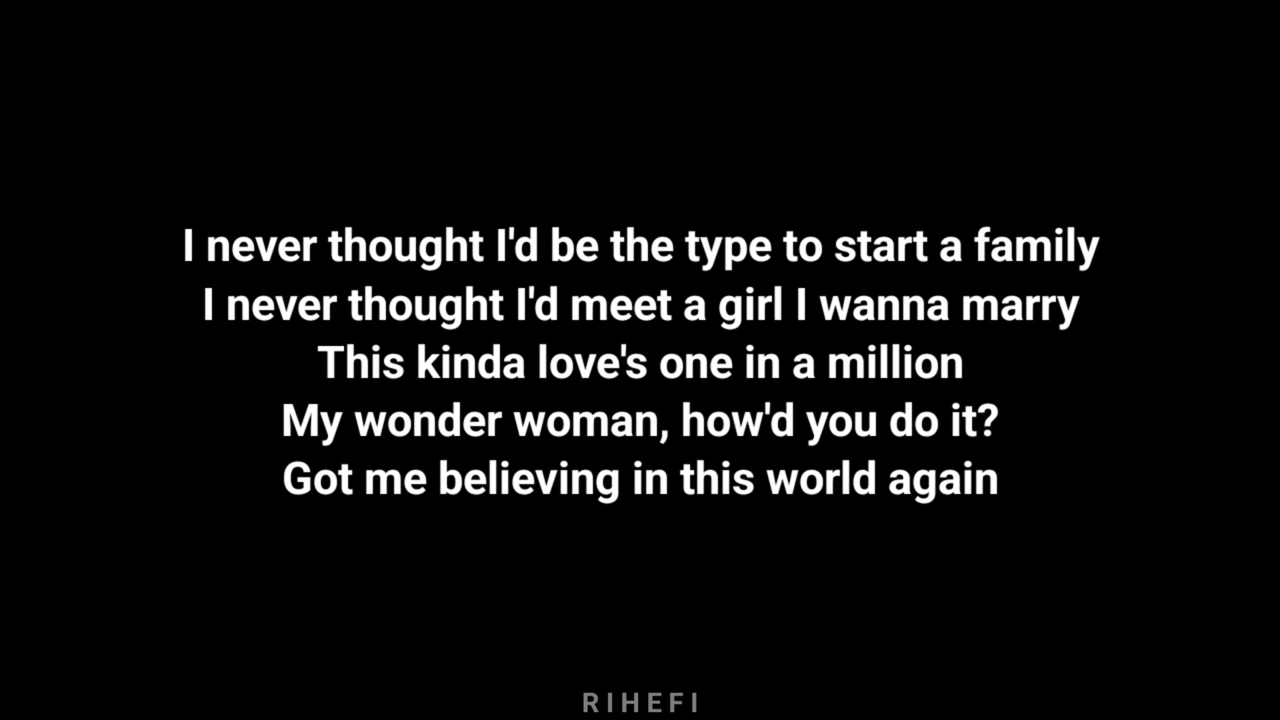 I never thought I'd be the type to start a family
I never thought I'd meet a girl I wanna marry
This kinda love's one in a million
My wonder woman, how'd you do it?
Got me believing in this world again
RIHEFI